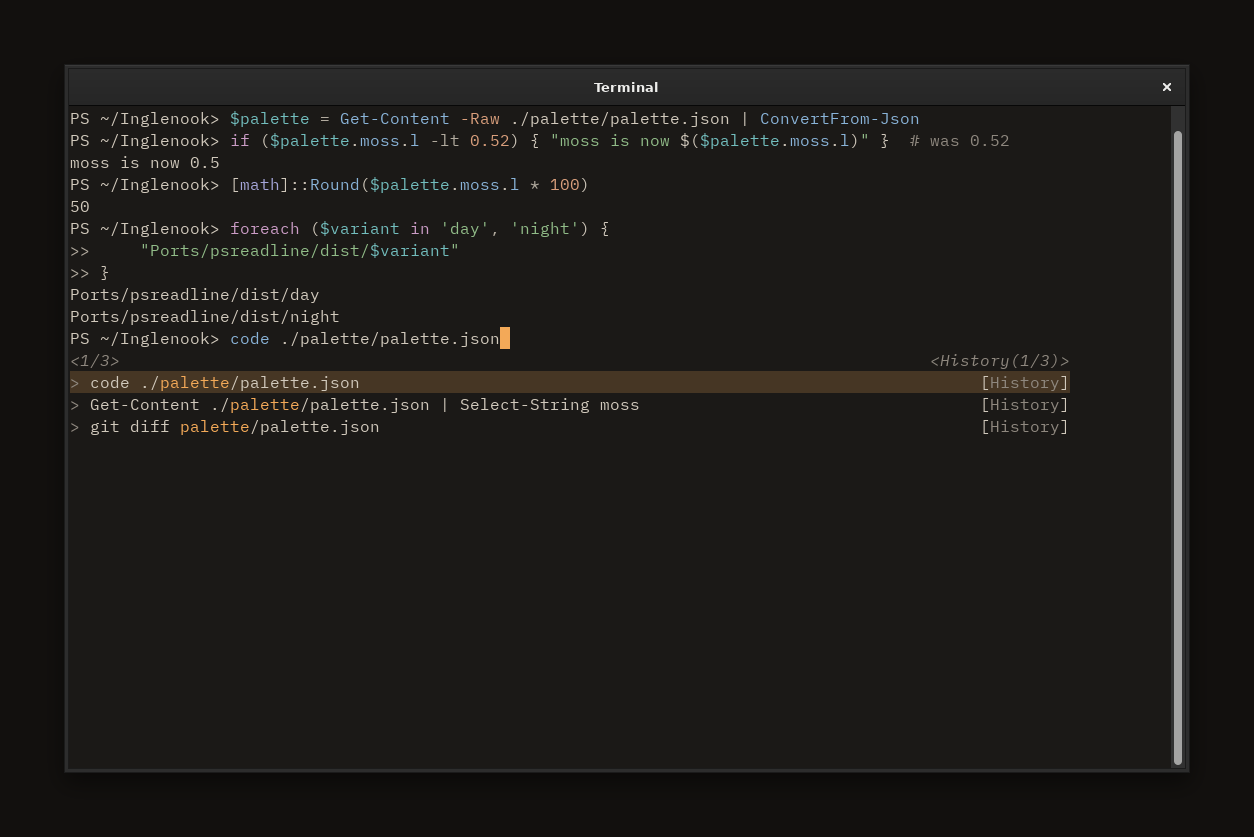 Terminal ×
PS ~/Inglenook> $palette = Get-Content -Raw ./palette/palette.json | ConvertFrom-Json
PS ~/Inglenook> if ($palette.moss.l -lt 0.52) { "moss is now $($palette.moss.l)" }  # was 0.52
moss is now 0.5
PS ~/Inglenook> [math]::Round($palette.moss.l * 100)
50
PS ~/Inglenook> foreach ($variant in 'day', 'night') {
>>     "Ports/psreadline/dist/$variant"
>> }
Ports/psreadline/dist/day
Ports/psreadline/dist/night
PS ~/Inglenook> code ./palette/palette.json
<1/3> <History(1/3)>
> code ./palette/palette.json [History]
> Get-Content ./palette/palette.json | Select-String moss [History]
> git diff palette/palette.json [History]